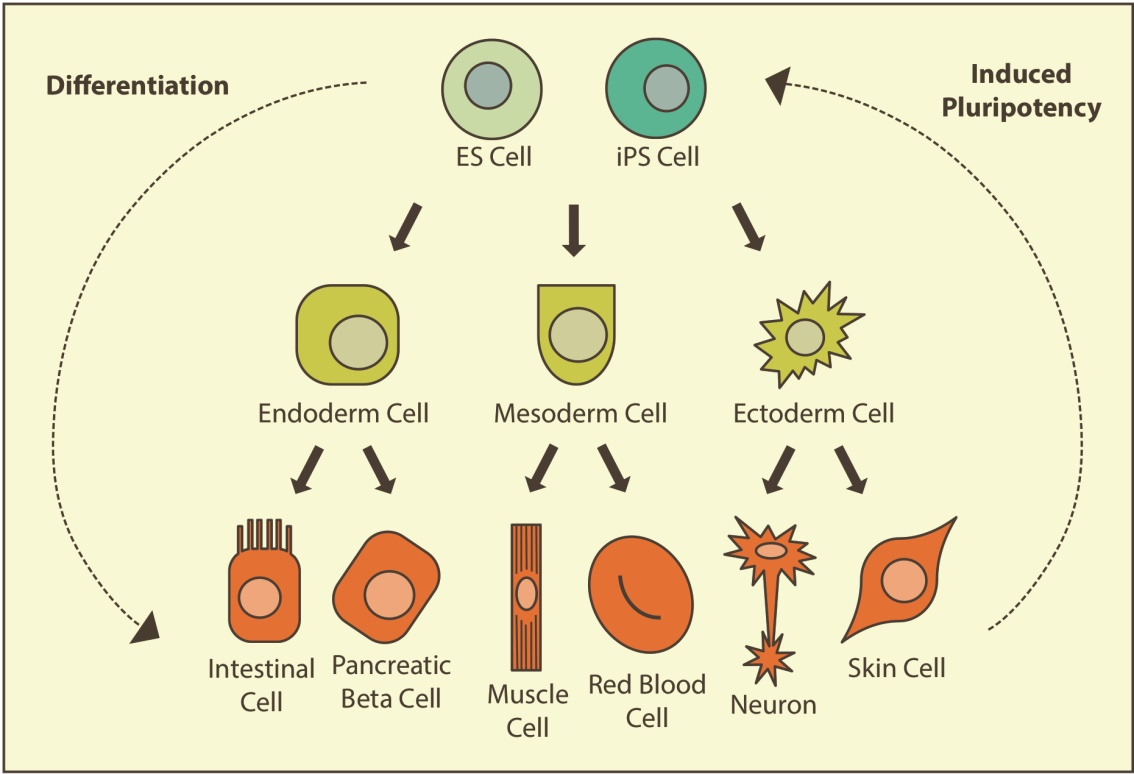 Differentiation
Induced
Pluripotency
ES Cell
iPS Cell
Endoderm Cell
Mesoderm Cell
Ectoderm Cell
Intestinal
Cell
Pancreatic
Beta Cell
Muscle
Cell
Red Blood
Cell
Neuron
Skin Cell